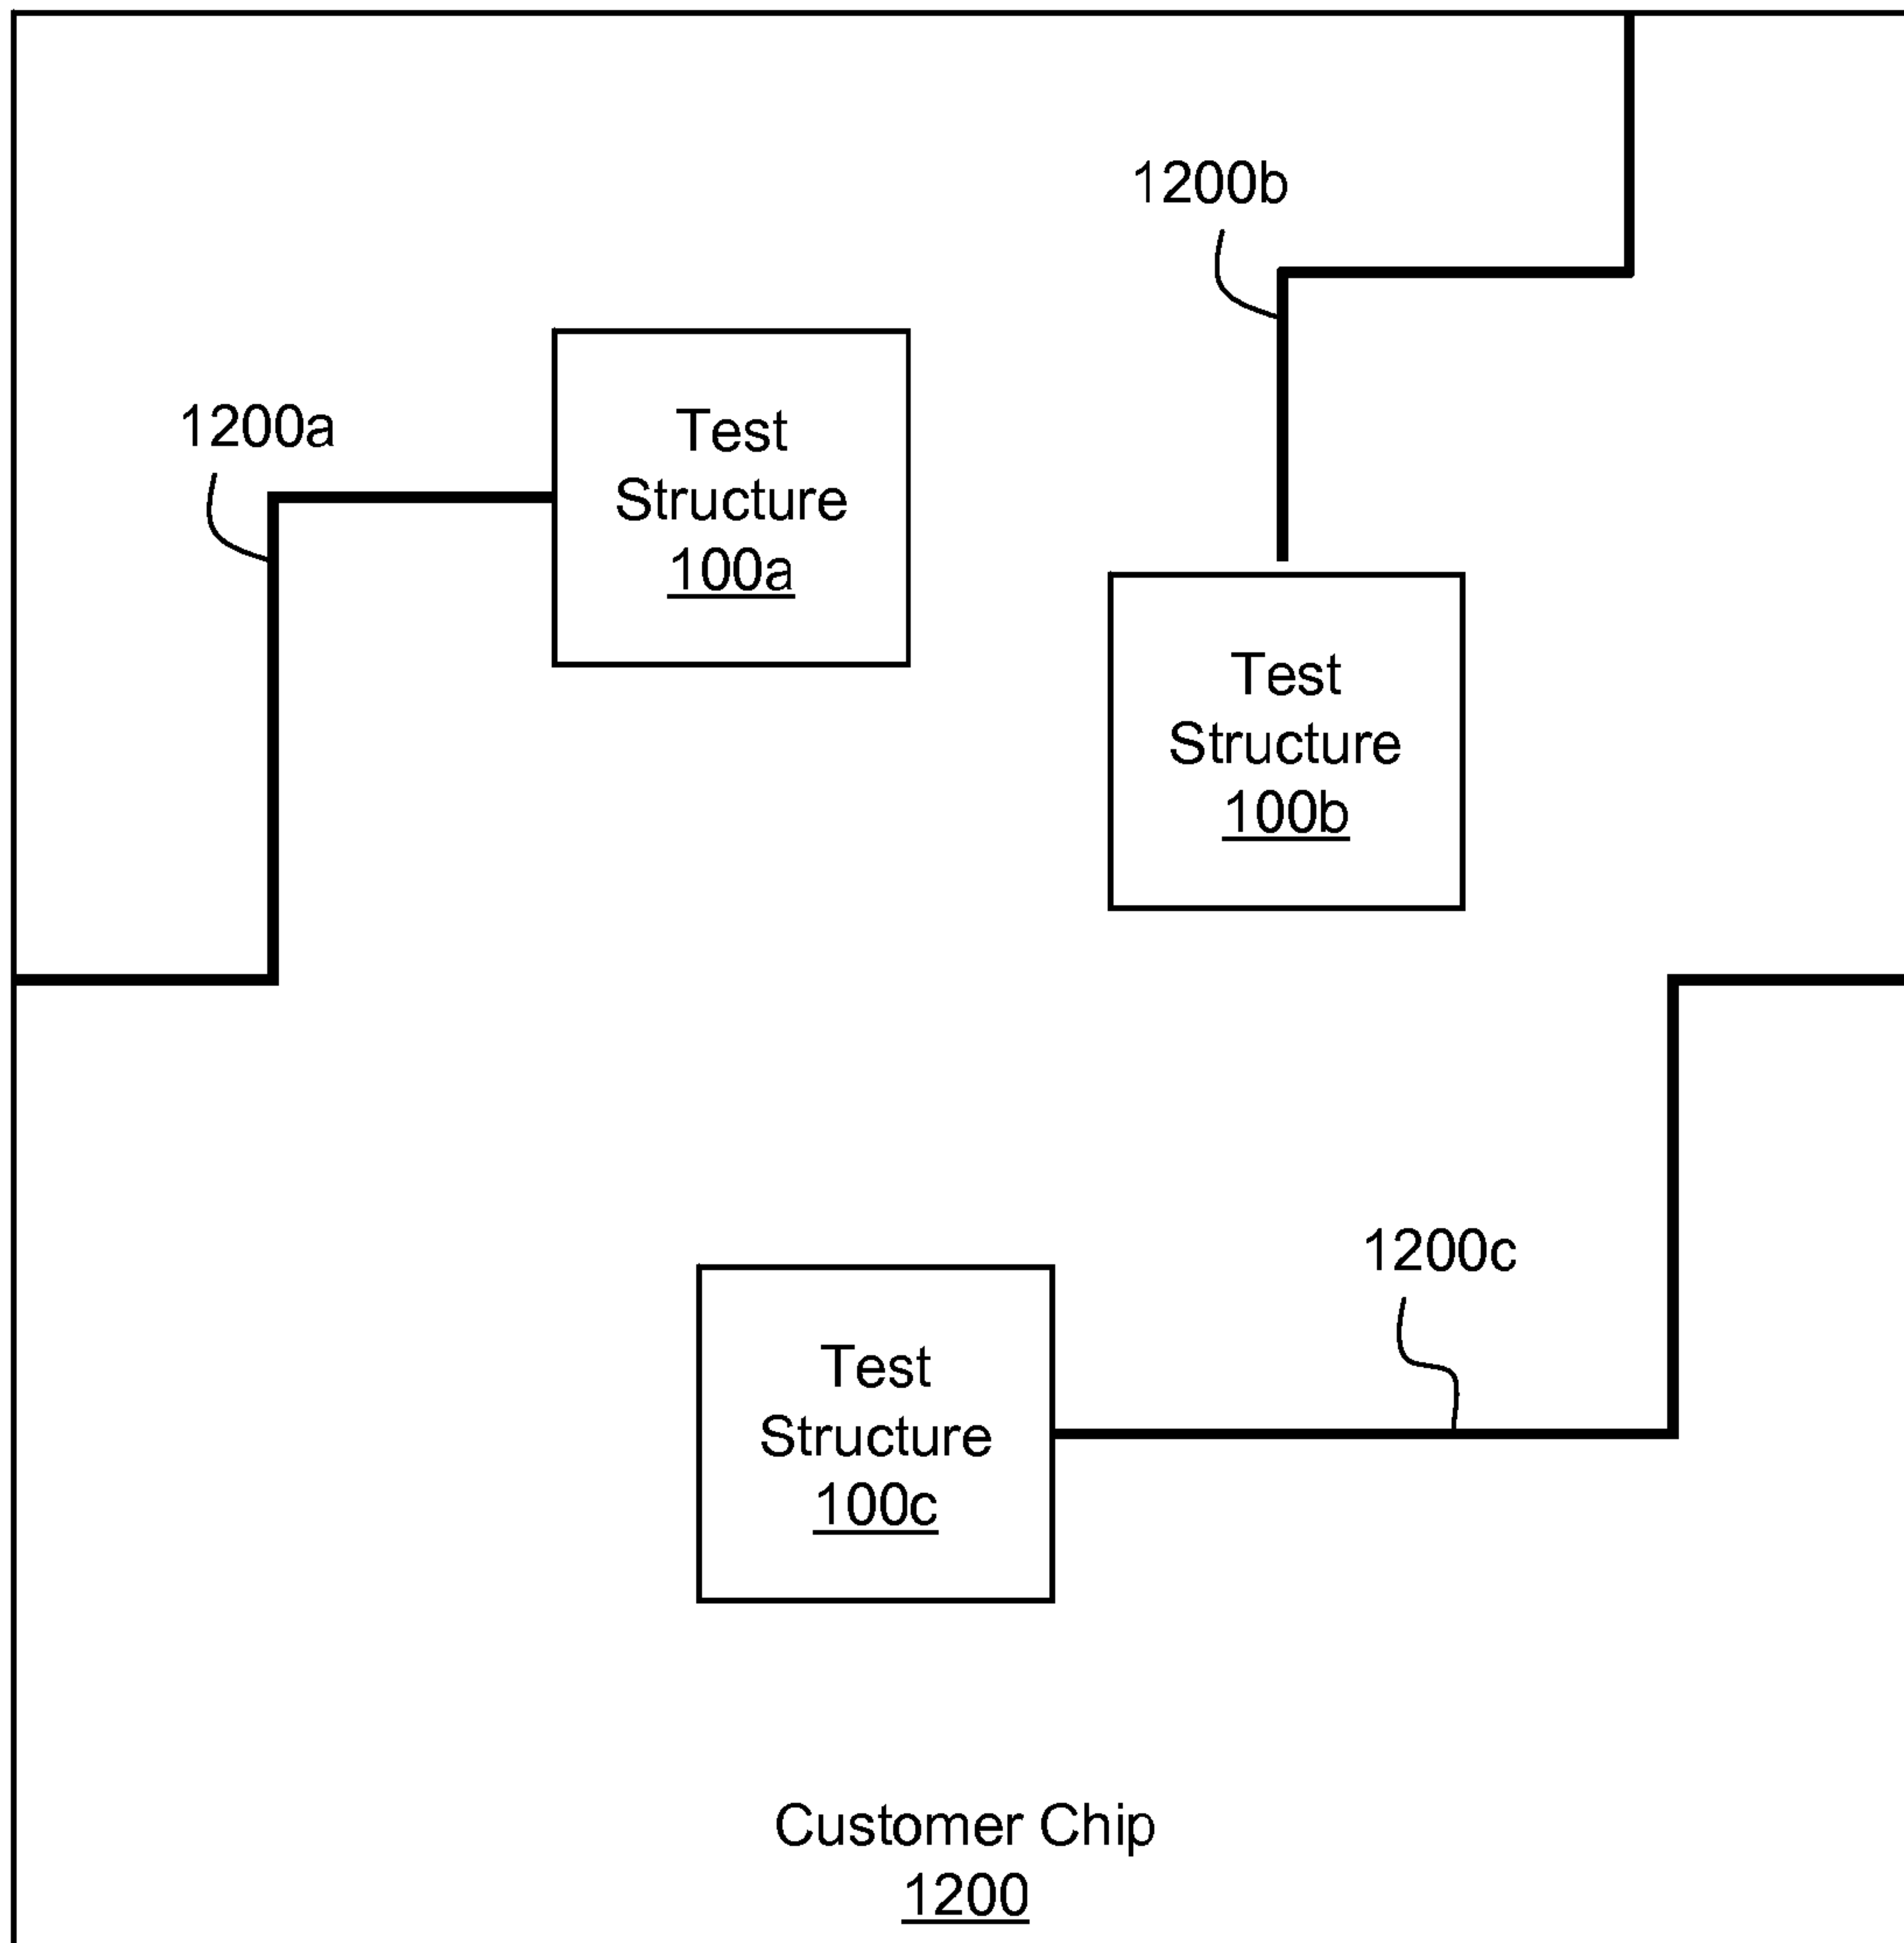 1200b
1200a
Test
Structure
100a
Test
Structure
100b
1200c
Test
Structure
100c
Customer Chip
1200